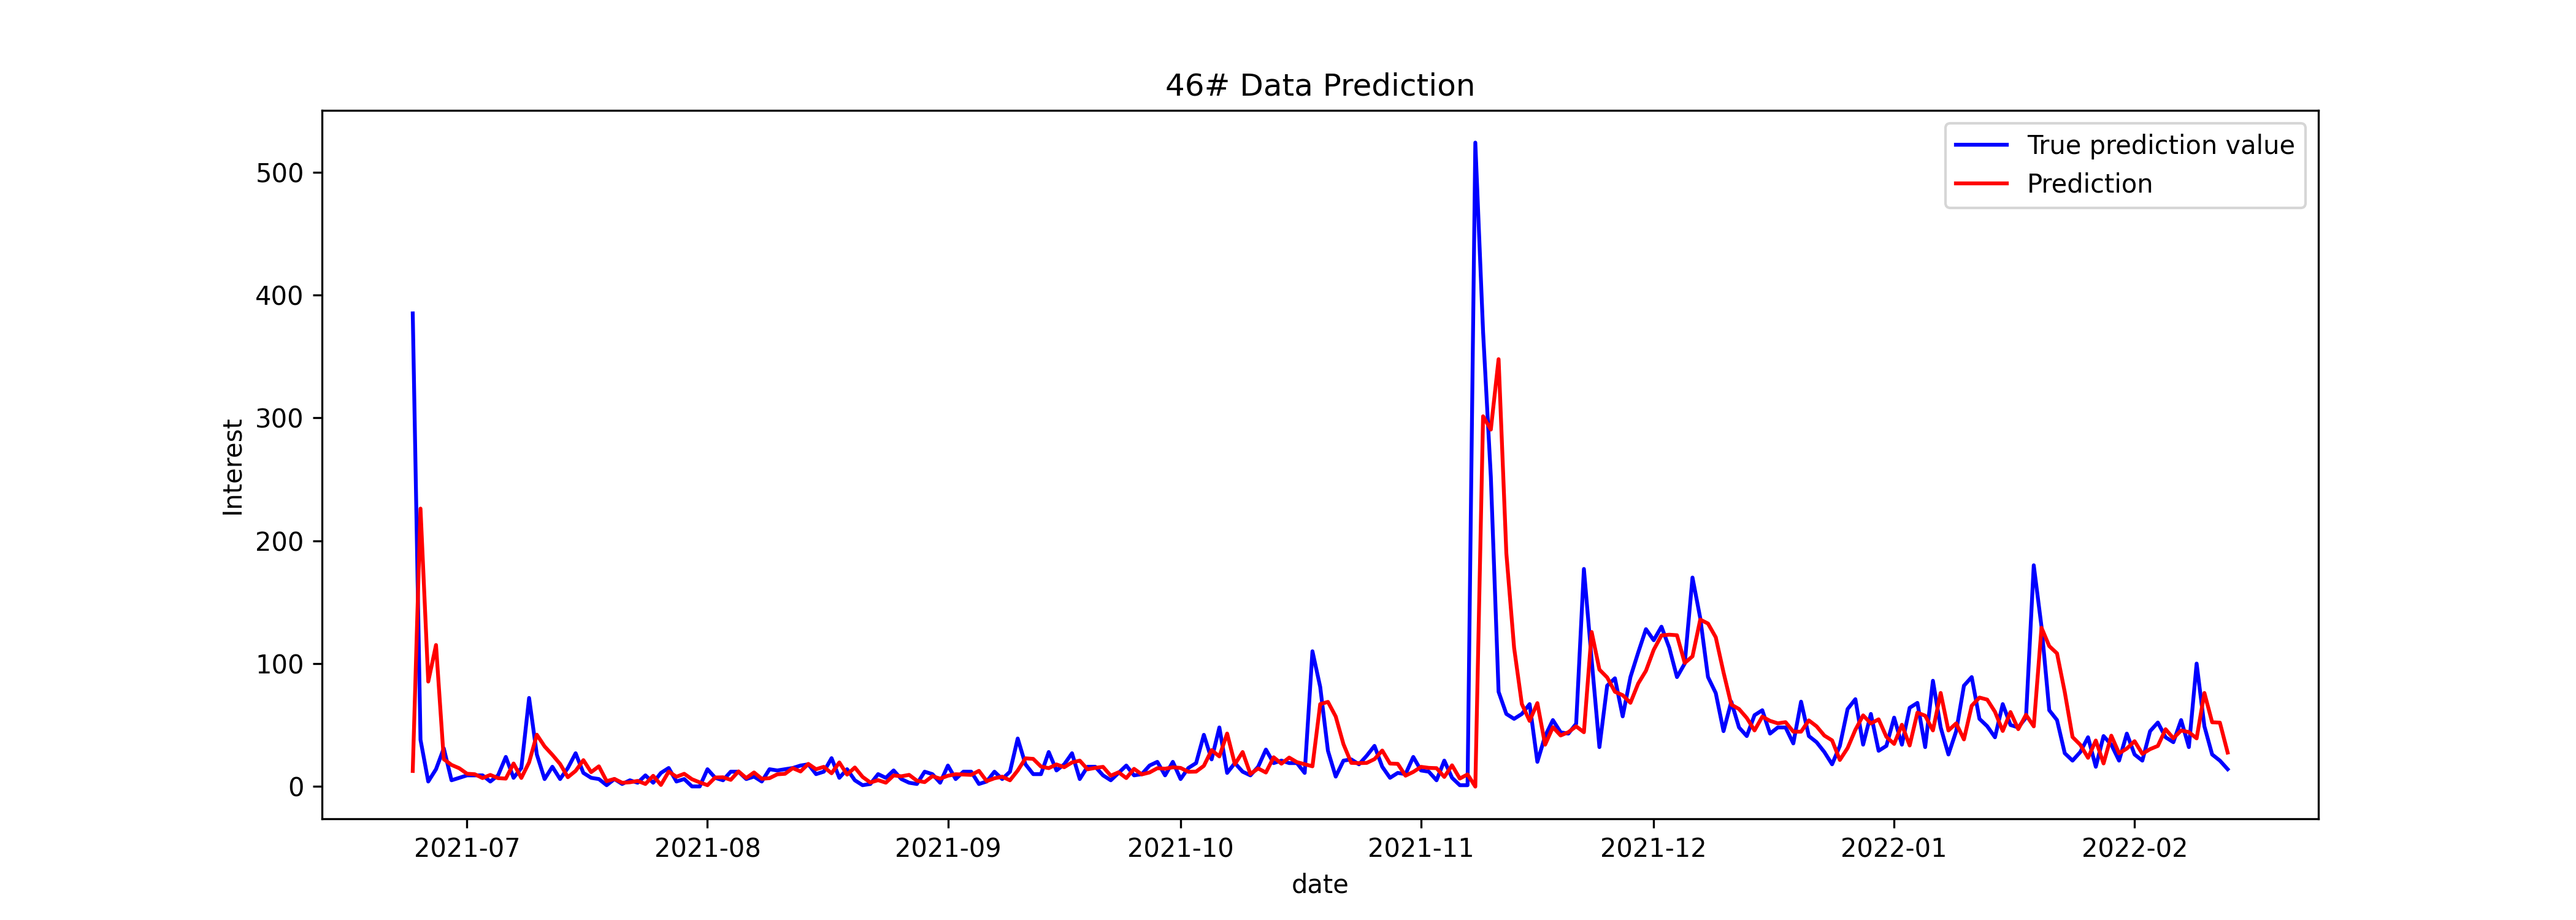 46# Data Prediction
True prediction value
Prediction
500
400
300
200
100
0
Interest
2021-07 2021-08 2021-09 2021-10 2021-11 2021-12 2022-01 2022-02
date